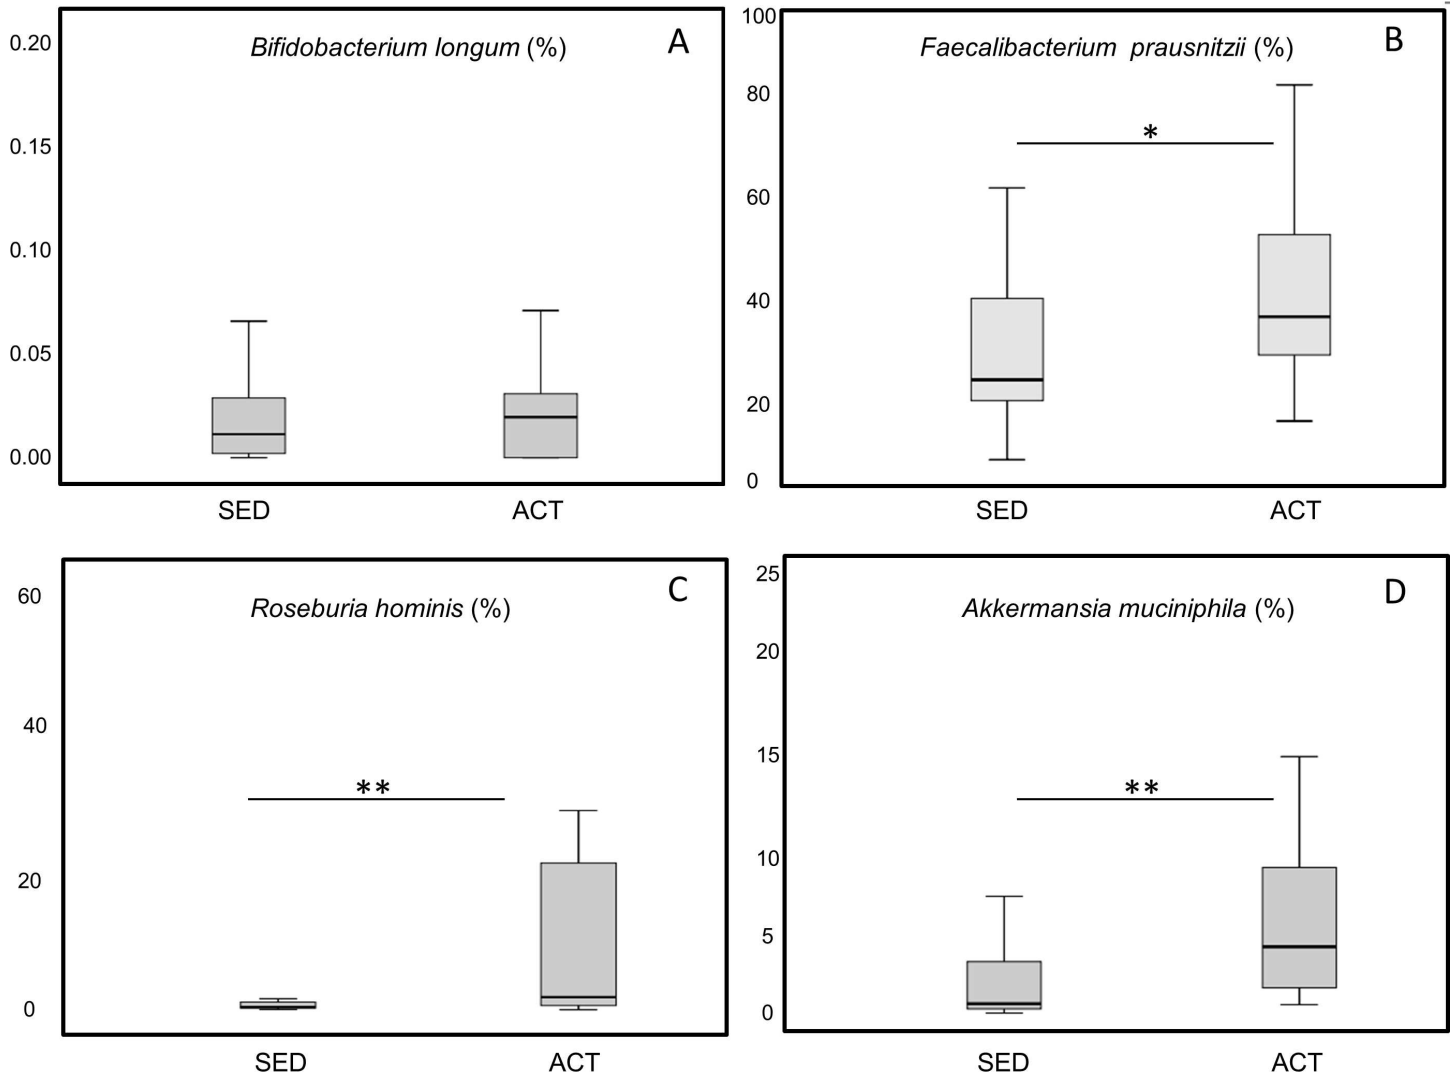 Bifidobacterium longum (%)
A
0.20
0.15
0.10
0.05
0.00
SED
ACT
Faecalibacterium prausnitzii (%)
B
100
80
60
40
20
0
*
SED
ACT
Roseburia hominis (%)
C
60
40
20
0
**
SED
ACT
Akkermansia muciniphila (%)
D
25
20
15
10
5
0
**
SED
ACT